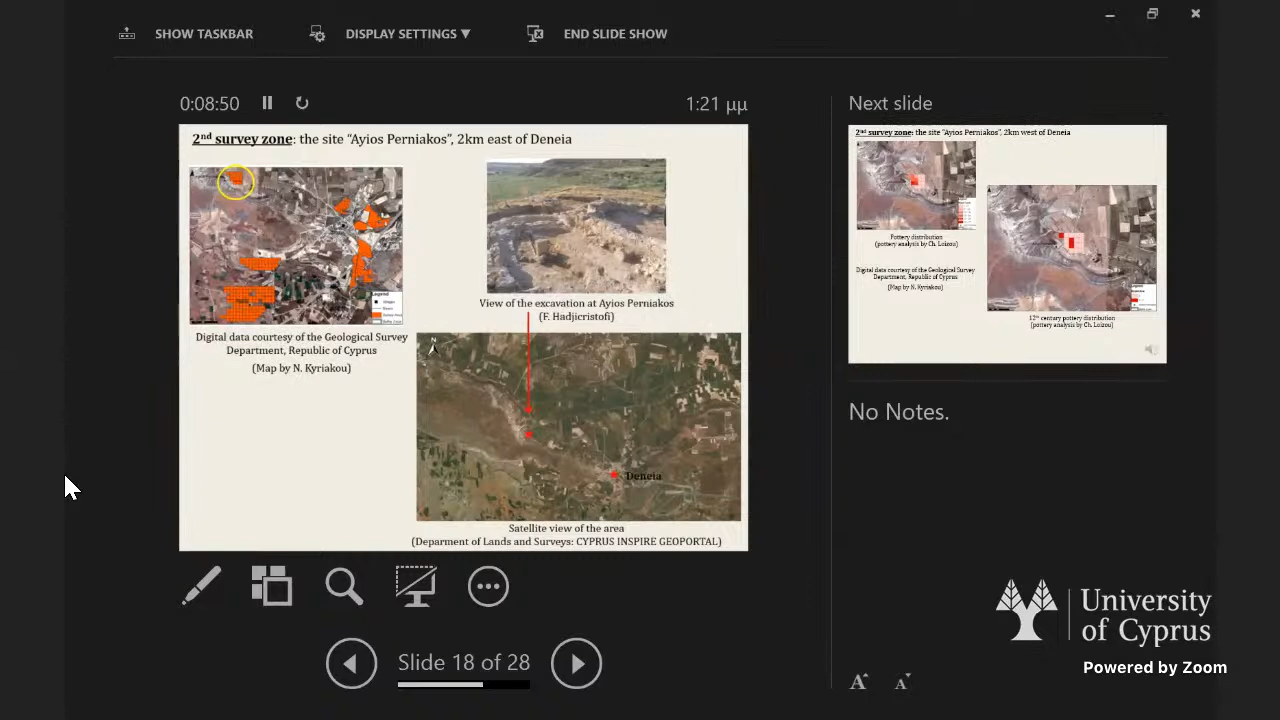 SHOW TASKBAR
DISPLAY SETTINGS ▼
END SLIDE SHOW
0:08:50
1:21 μμ
2nd survey zone: the site “Ayios Perniakos”, 2km east of Deneia
Digital data courtesy of the Geological Survey
Department, Republic of Cyprus
(Map by N. Kyriakou)
View of the excavation at Ayios Perniakos
(F. Hadjicristofi)
N
Deneia
Satellite view of the area
(Deparment of Lands and Surveys: CYPRUS INSPIRE GEOPORTAL)
Slide 18 of 28
Next slide
2nd survey zone: the site “Ayios Perniakos”, 2km west of Deneia
Pottery distribution
(pottery analysis by Ch. Loizou)
Digital data courtesy of the Geological Survey
Department, Republic of Cyprus
(Map by N. Kyriakou)
12th century pottery distribution
(pottery analysis by Ch. Loizou)
No Notes.
A A
University
of Cyprus
Powered by Zoom